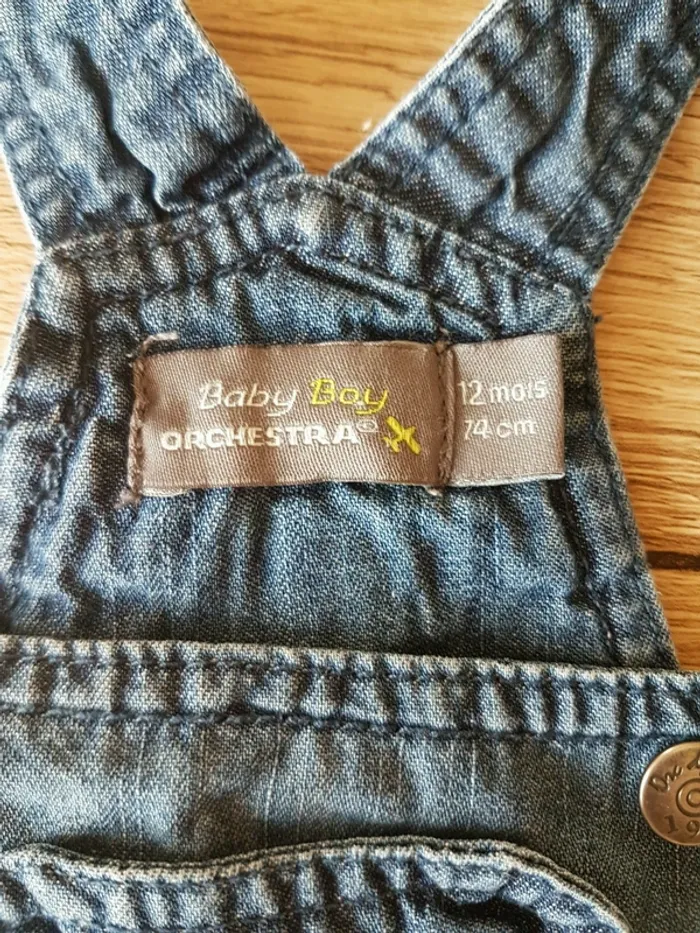 Baby Boy
ORCHESTRA®
12 mois
74 cm